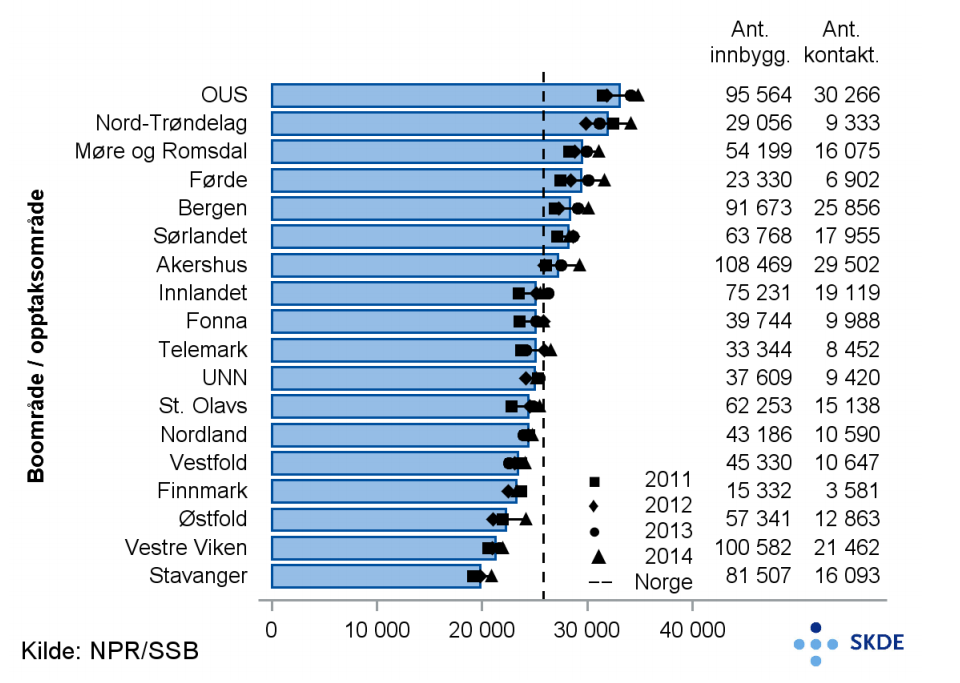 Ant. Ant.
innbygg. kontakt.
OUS 95 564 30 266
Nord-Trøndelag 29 056 9 333
Møre og Romsdal 54 199 16 075
Førde 23 330 6 902
Bergen 91 673 25 856
Sørlandet 63 768 17 955
Akershus 108 469 29 502
Innlandet 75 231 19 119
Fonna 39 744 9 988
Telemark 33 344 8 452
UNN 37 609 9 420
St. Olavs 62 253 15 138
Nordland 43 186 10 590
Vestfold 45 330 10 647
Finnmark 15 332 3 581
Østfold 57 341 12 863
Vestre Viken 100 582 21 462
Stavanger 81 507 16 093
Boområde / opptaksområde
2011
2012
2013
2014
Norge
0 10 000 20 000 30 000 40 000
Kilde: NPR/SSB
SKDE